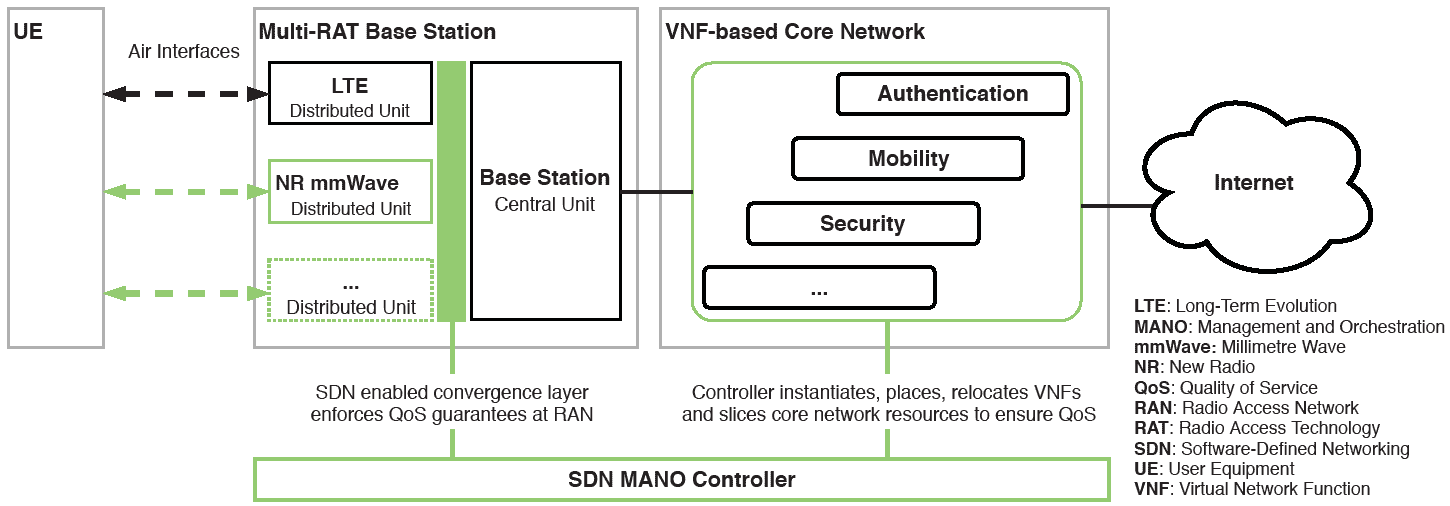 UE
Air Interfaces
Multi-RAT Base Station
LTE
Distributed Unit
NR mmWave
Distributed Unit
...
Distributed Unit
Base Station
Central Unit
VNF-based Core Network
Authentication
Mobility
Security
...
Internet
SDN enabled convergence layer
enforces QoS guarantees at RAN
Controller instantiates, places, relocates VNFs
and slices core network resources to ensure QoS
SDN MANO Controller
LTE: Long-Term Evolution
MANO: Management and Orchestration
mmWave: Millimetre Wave
NR: New Radio
QoS: Quality of Service
RAN: Radio Access Network
RAT: Radio Access Technology
SDN: Software-Defined Networking
UE: User Equipment
VNF: Virtual Network Function